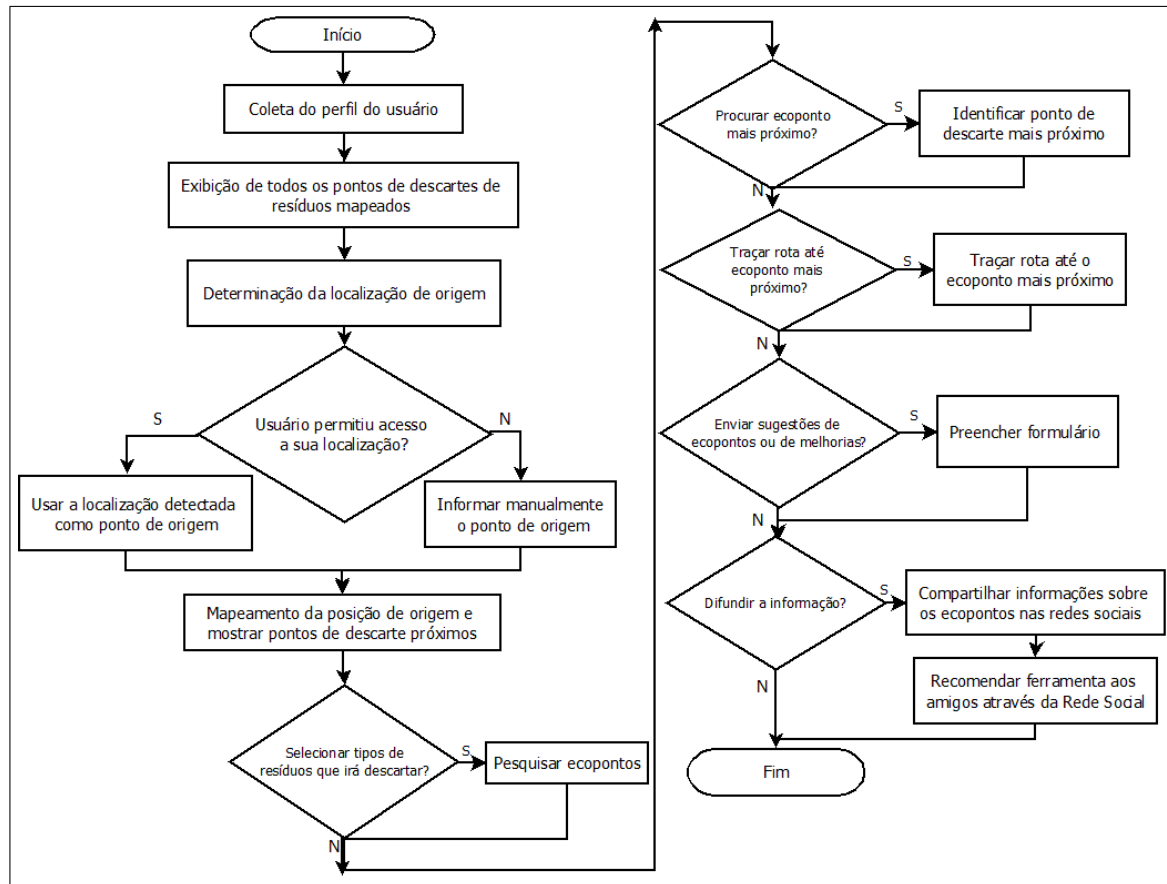 Início
Coleta do perfil do usuário
Exibição de todos os pontos de descartes de
resíduos mapeados
Determinação da localização de origem
Usuário permitiu acesso
a sua localização?
S
N
Usar a localização detectada
como ponto de origem
Informar manualmente
o ponto de origem
Mapeamento da posição de origem e
mostrar pontos de descarte próximos
Selecionar tipos de
resíduos que irá descartar?
S
Pesquisar ecopontos
N
Procurar ecoponto
mais próximo?
S
Identificar ponto de
descarte mais próximo
N
Traçar rota até
ecoponto mais
próximo?
S
Traçar rota até o
ecoponto mais próximo
N
Enviar sugestões de
ecopontos ou de melhorias?
S
Preencher formulário
N
Difundir a informação?
S
Compartilhar informações sobre
os ecopontos nas redes sociais
Recomendar ferramenta aos
amigos através da Rede Social
N
Fim